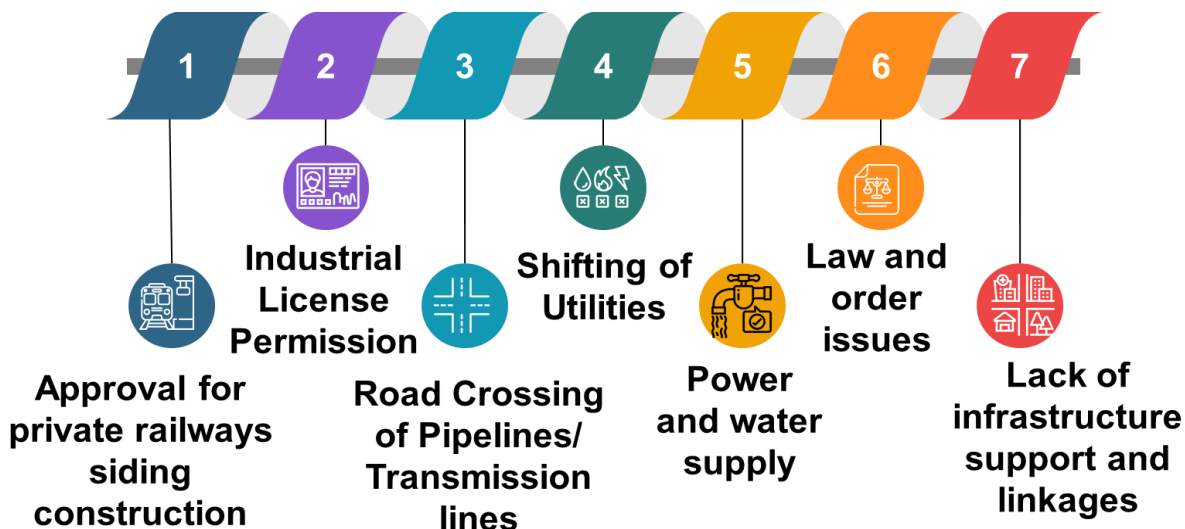 1
2
3
4
5
6
7
Approval for
private railways
siding
construction
Industrial
License
Permission
Road Crossing
of Pipelines/
Transmission
lines
Shifting of
Utilities
Power
and water
supply
Law and
order
issues
Lack of
infrastructure
support and
linkages